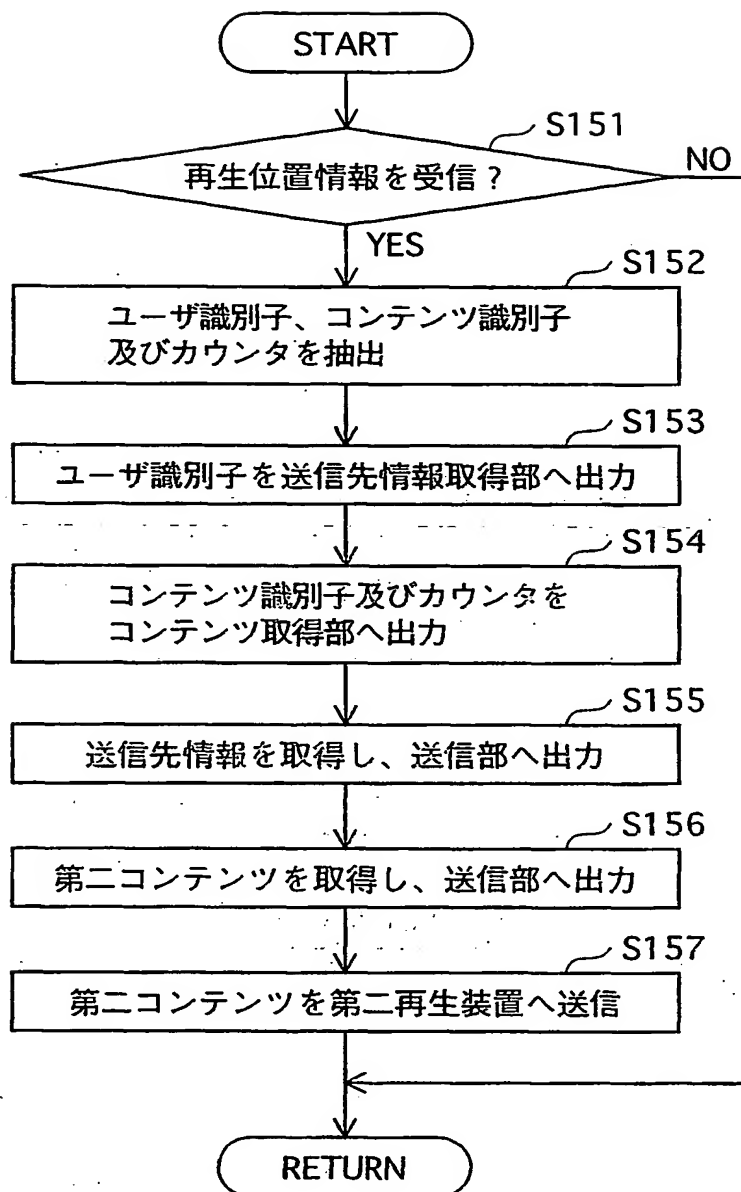 START
S151
再生位置情報を受信?
NO
YES
S152
ユーザ識別子、コンテンツ識別子
及びカウンタを抽出
S153
ユーザ識別子を送信先情報取得部へ出力
S154
コンテンツ識別子及びカウンタを
コンテンツ取得部へ出力
S155
送信先情報を取得し、送信部へ出力
S156
第二コンテンツを取得し、送信部へ出力
S157
第二コンテンツを第二再生装置へ送信
RETURN